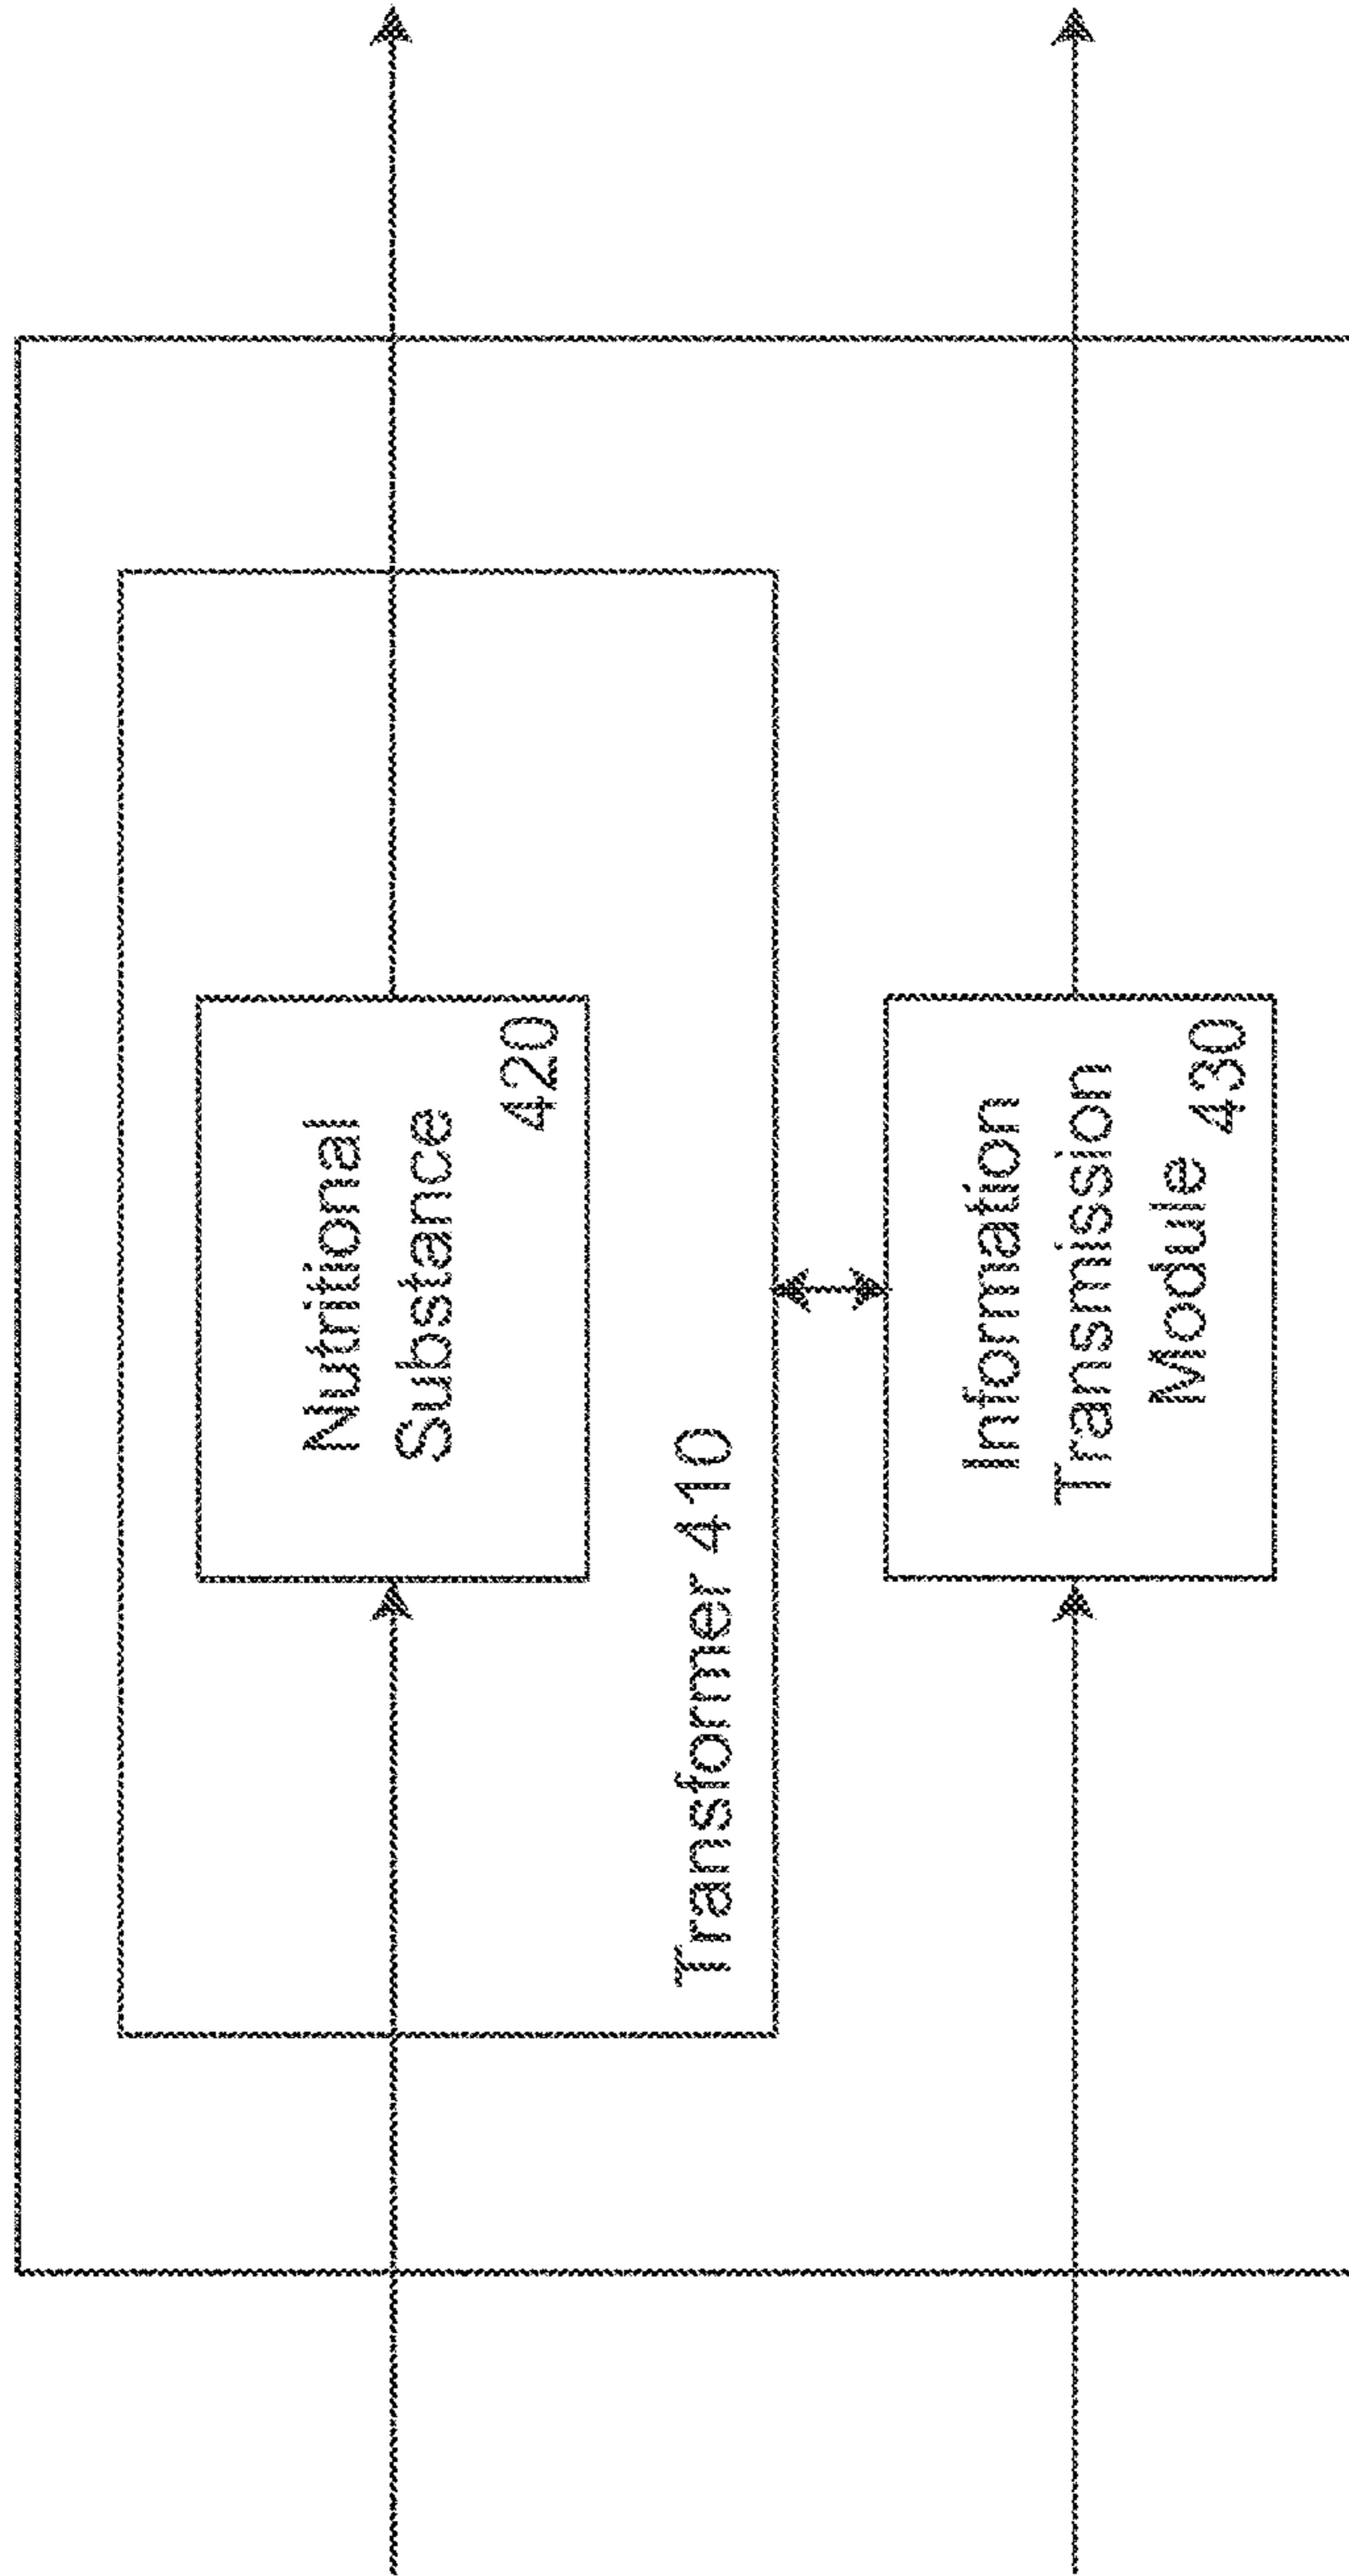 Nutritional
Substance
420
Transformer 410
Information
Transmission
Module 430